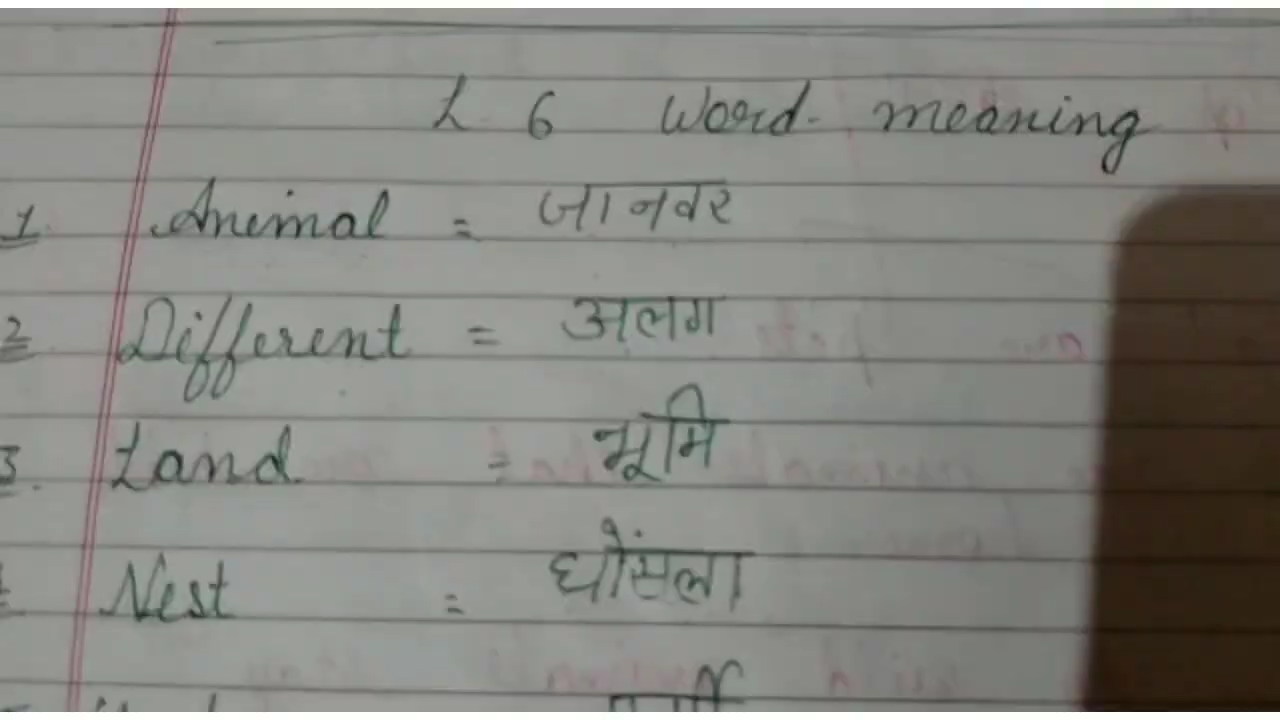 L. 6 Word meaning
1. Animal = जानवर
2 Different = अलग
3. Land = भूमि
Nest = घोंसला